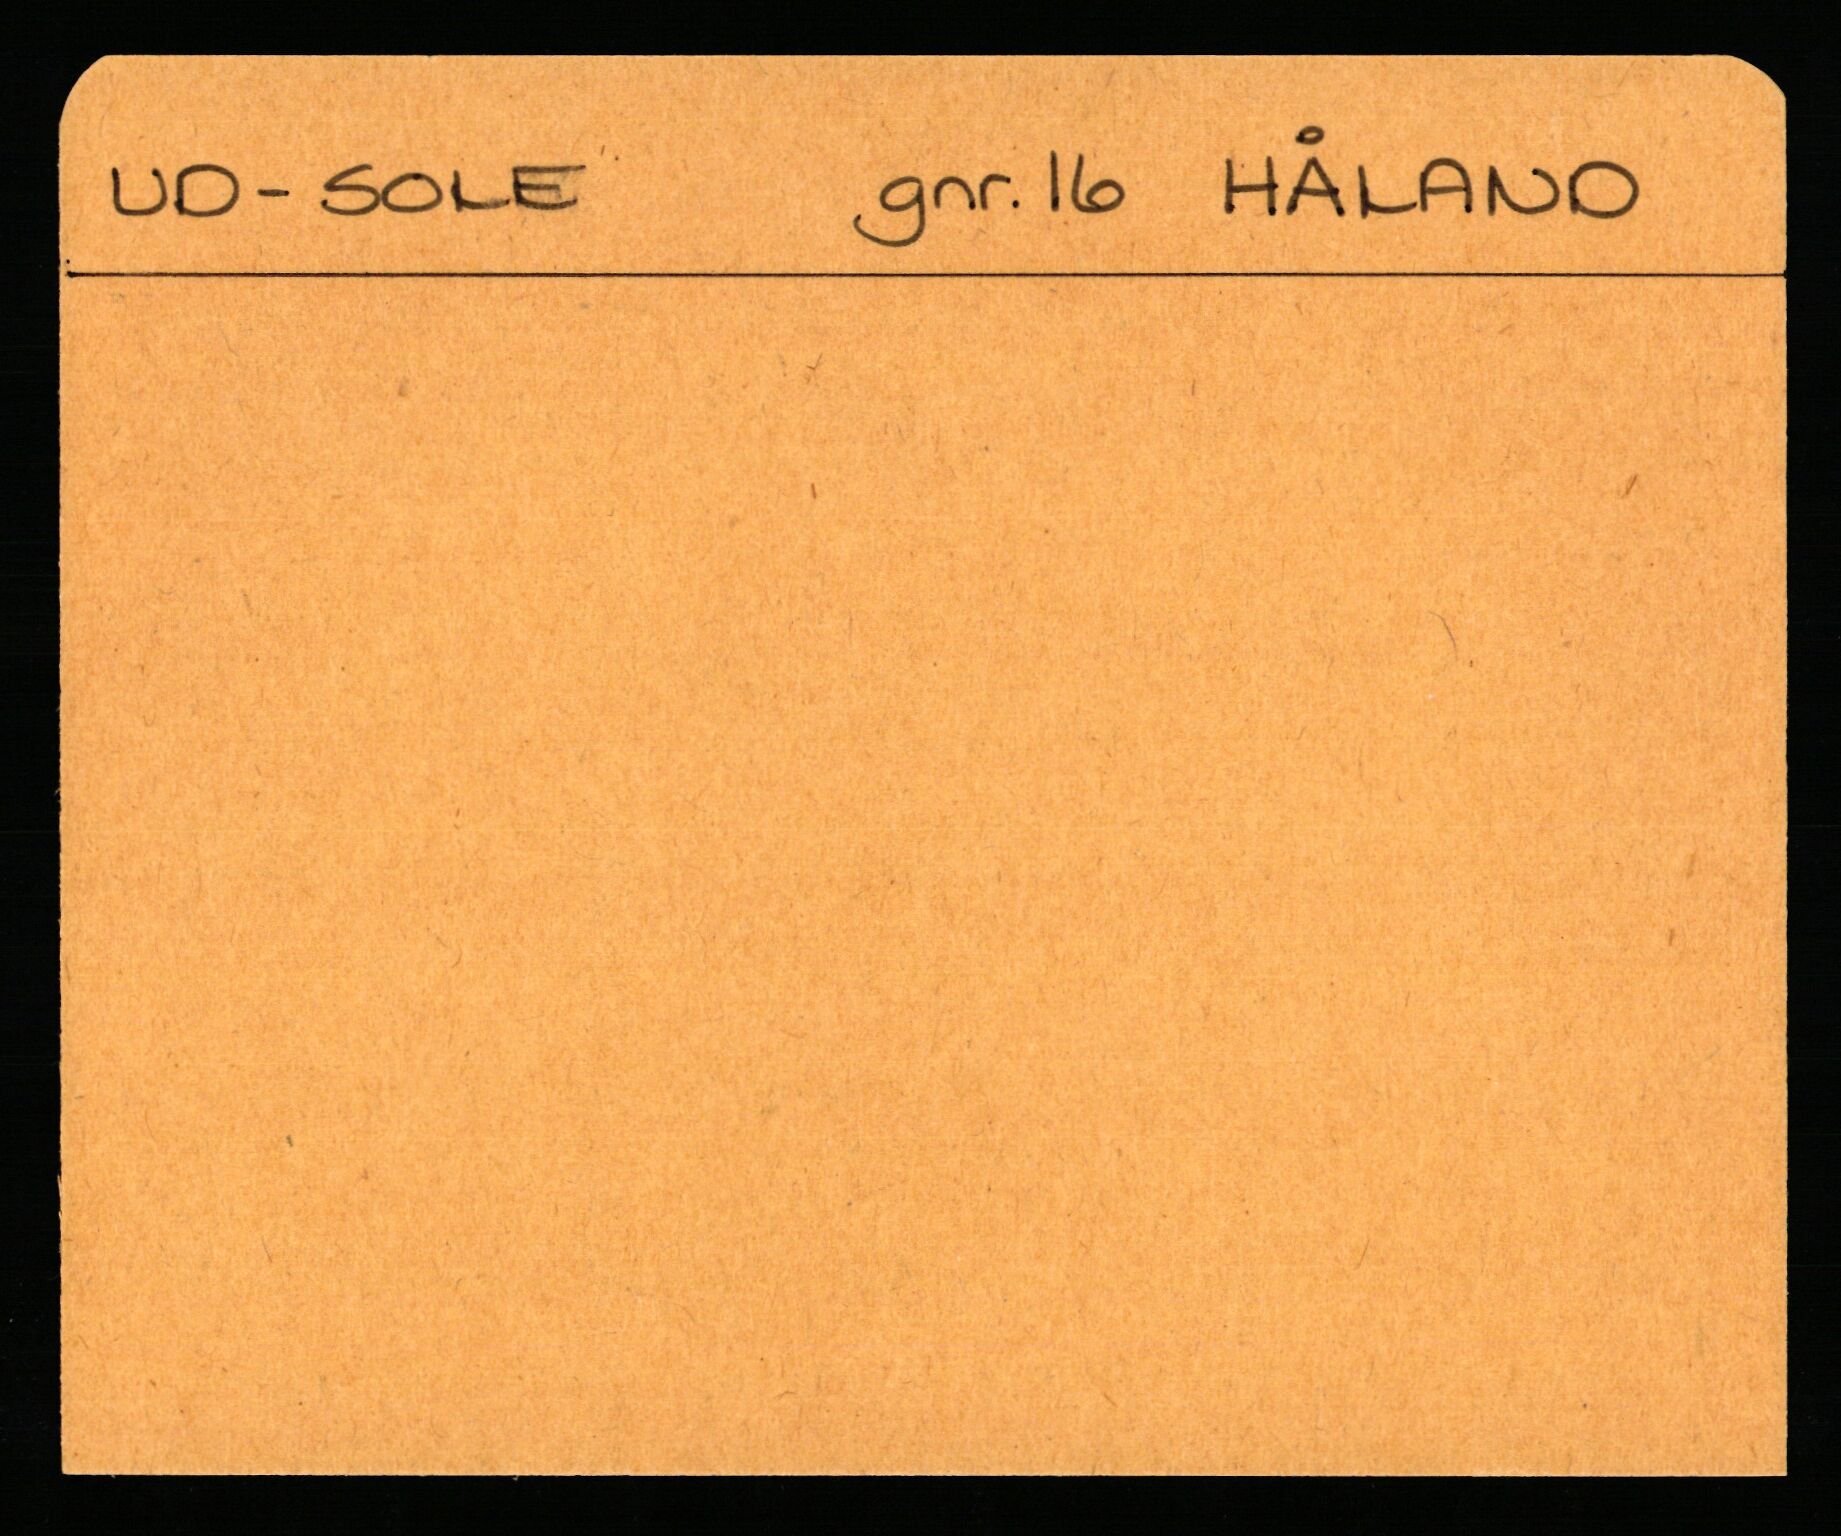 UD-SOLE gnr. 16 HÅLAND